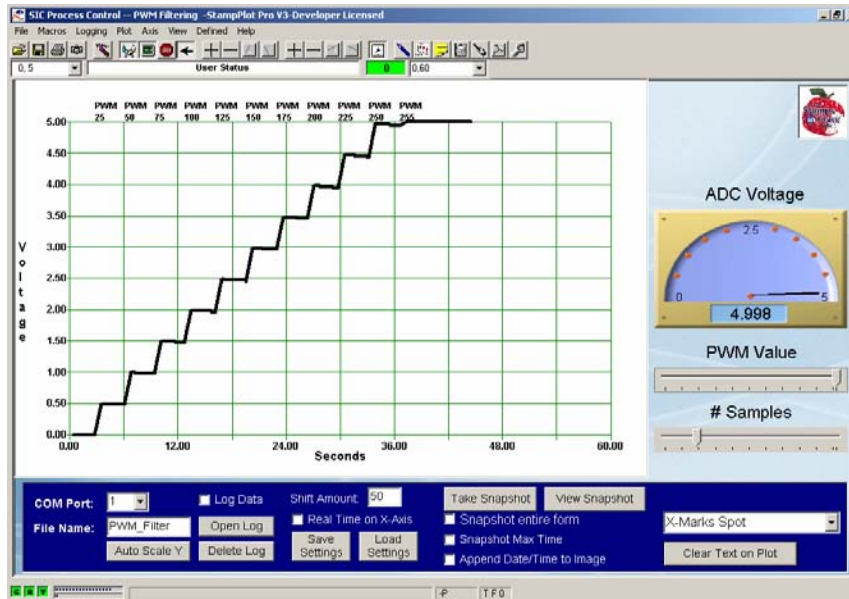 SIC Process Control -- PWM Filtering -StampPlot Pro V3-Developer Licensed
File Macros Logging Plot Axis View Defined Help
0, 5 User Status 0 0,60
PWM PWM PWM PWM PWM PWM PWM PWM PWM PWM PWM
25 50 75 100 125 150 175 200 225 250 255
5.00
4.50
4.00
3.50
3.00
2.50
2.00
1.50
1.00
0.50
0.00
Voltage
0.00 12.00 24.00 36.00 48.00 60.00
Seconds
ADC Voltage
2.5
0 5
4.998
PWM Value
# Samples
COM Port: 1 Log Data Shift Amount: 50 Take Snapshot View Snapshot
File Name: PWM_Filter Open Log Real Time on X-Axis Snapshot entire form X-Marks Spot
Auto Scale Y Delete Log Save Settings Load Settings Snapshot Max Time Clear Text on Plot
Append Date/Time to Image
C R T -P T F 0